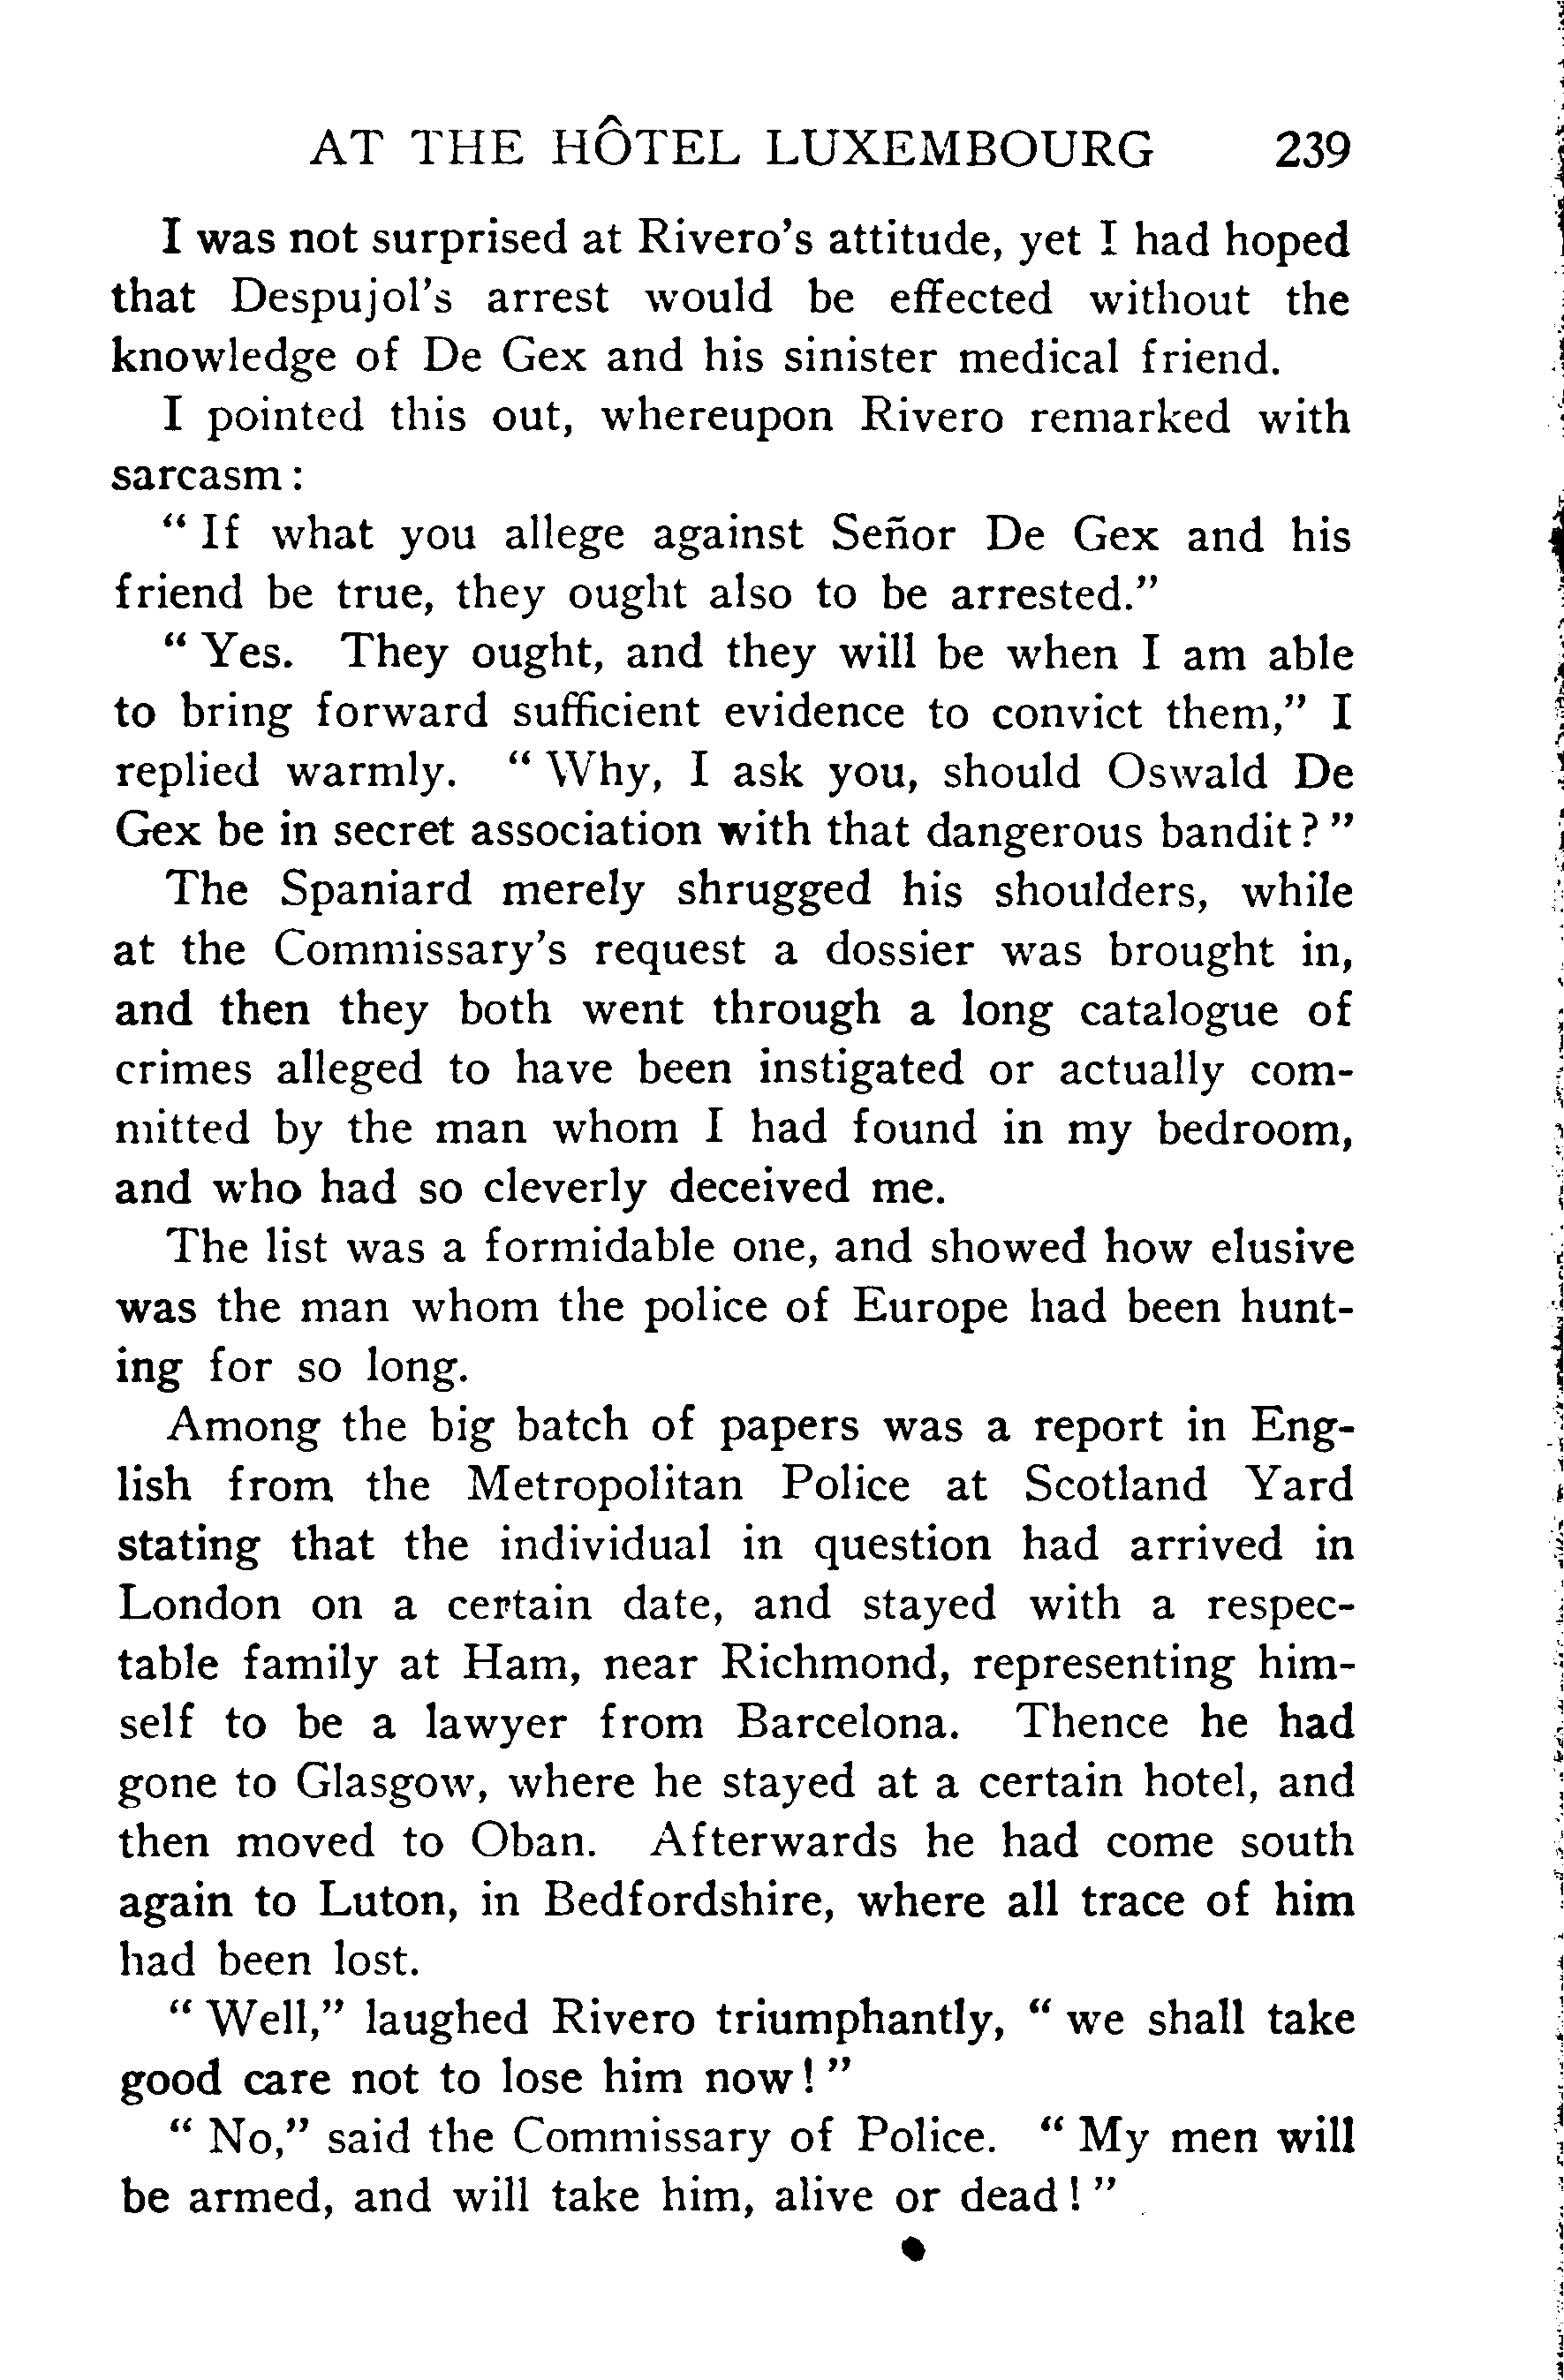 AT THE HÔTEL LUXEMBOURG 239
I was not surprised at Rivero's attitude, yet I had hoped
that Despujol's arrest would be effected without the
knowledge of De Gex and his sinister medical friend.
I pointed this out, whereupon Rivero remarked with
sarcasm:
"If what you allege against Señor De Gex and his
friend be true, they ought also to be arrested."
"Yes. They ought, and they will be when I am able
to bring forward sufficient evidence to convict them," I
replied warmly. "Why, I ask you, should Oswald De
Gex be in secret association with that dangerous bandit?"
The Spaniard merely shrugged his shoulders, while
at the Commissary's request a dossier was brought in,
and then they both went through a long catalogue of
crimes alleged to have been instigated or actually com-
mitted by the man whom I had found in my bedroom,
and who had so cleverly deceived me.
The list was a formidable one, and showed how elusive
was the man whom the police of Europe had been hunt-
ing for so long.
Among the big batch of papers was a report in Eng-
lish from the Metropolitan Police at Scotland Yard
stating that the individual in question had arrived in
London on a certain date, and stayed with a respec-
table family at Ham, near Richmond, representing him-
self to be a lawyer from Barcelona. Thence he had
gone to Glasgow, where he stayed at a certain hotel, and
then moved to Oban. Afterwards he had come south
again to Luton, in Bedfordshire, where all trace of him
had been lost.
"Well," laughed Rivero triumphantly, "we shall take
good care not to lose him now!"
"No," said the Commissary of Police. "My men will
be armed, and will take him, alive or dead!"